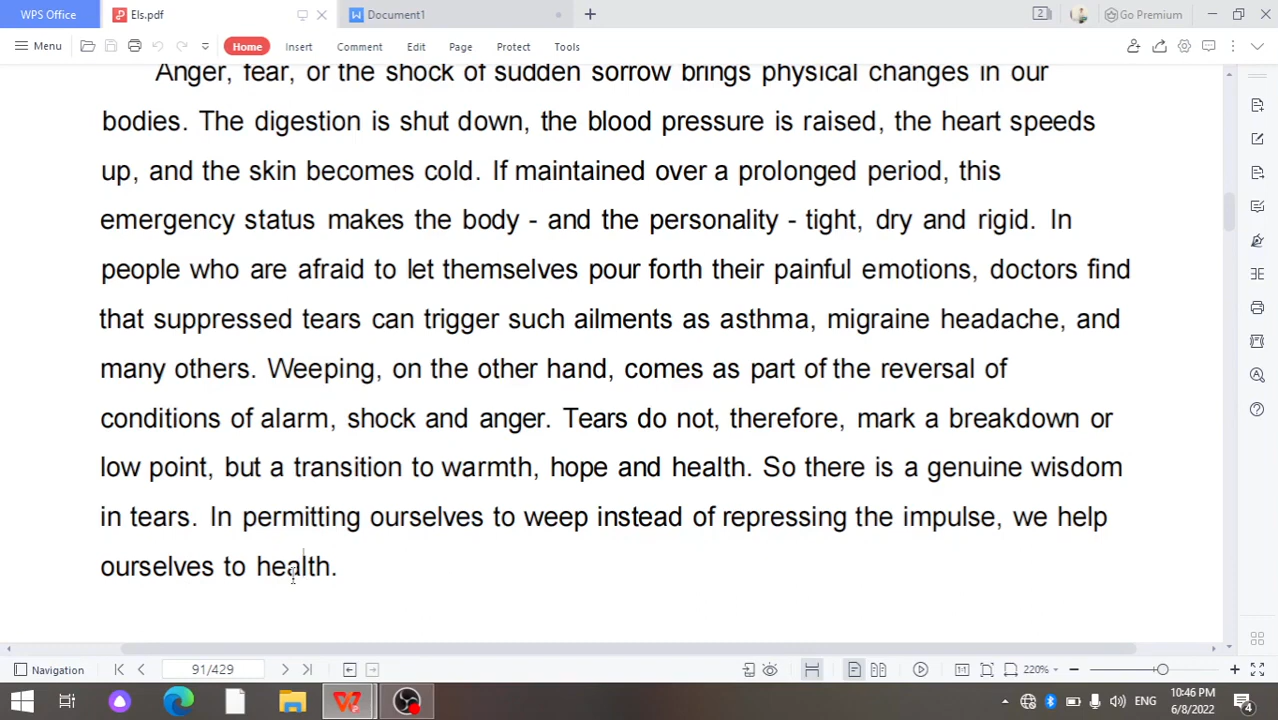 WPS Office
Els.pdf
Document1
2
Go Premium
Menu
Home
Insert
Comment
Edit
Page
Protect
Tools
Anger, fear, or the shock of sudden sorrow brings physical changes in our
bodies. The digestion is shut down, the blood pressure is raised, the heart speeds
up, and the skin becomes cold. If maintained over a prolonged period, this
emergency status makes the body - and the personality - tight, dry and rigid. In
people who are afraid to let themselves pour forth their painful emotions, doctors find
that suppressed tears can trigger such ailments as asthma, migraine headache, and
many others. Weeping, on the other hand, comes as part of the reversal of
conditions of alarm, shock and anger. Tears do not, therefore, mark a breakdown or
low point, but a transition to warmth, hope and health. So there is a genuine wisdom
in tears. In permitting ourselves to weep instead of repressing the impulse, we help
ourselves to health.
Navigation
91/429
220%
ENG
10:46 PM
6/8/2022
4